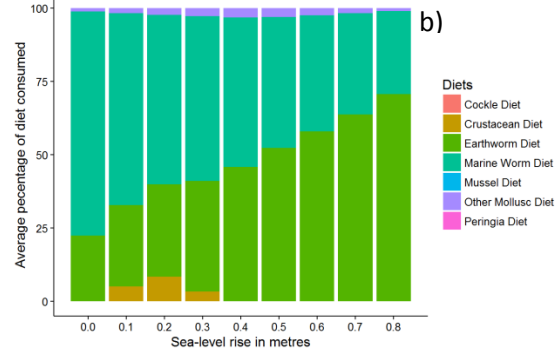 b)
Average pecentage of diet consumed
100
75
50
25
0
0.0 0.1 0.2 0.3 0.4 0.5 0.6 0.7 0.8
Sea-level rise in metres
Diets
Cockle Diet
Crustacean Diet
Earthworm Diet
Marine Worm Diet
Mussel Diet
Other Mollusc Diet
Peringia Diet